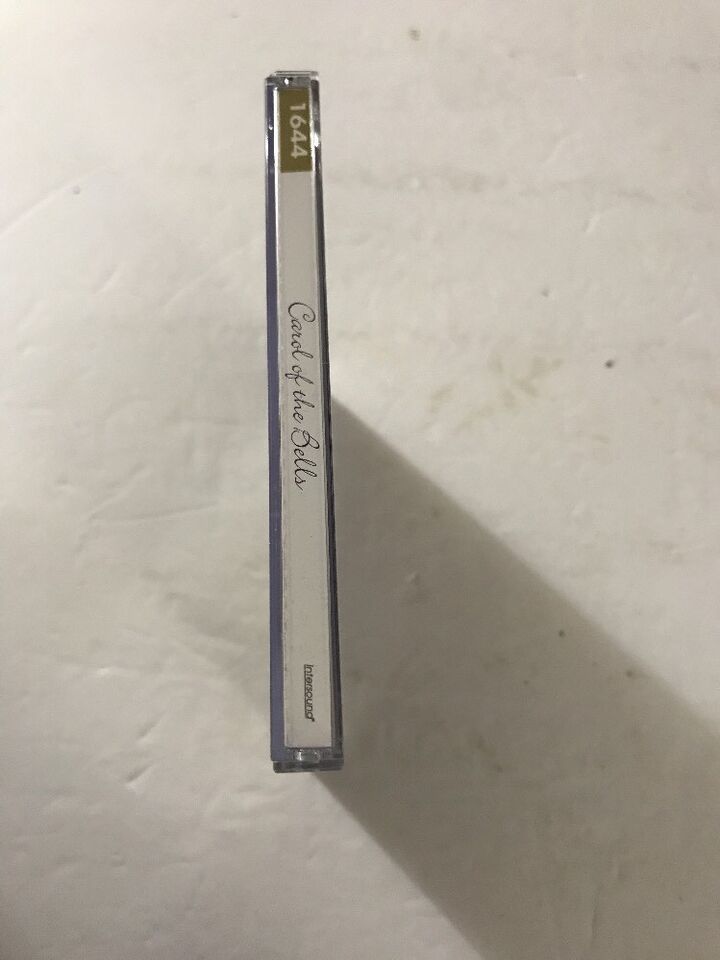 1644
Carol of the Bells
intersound®